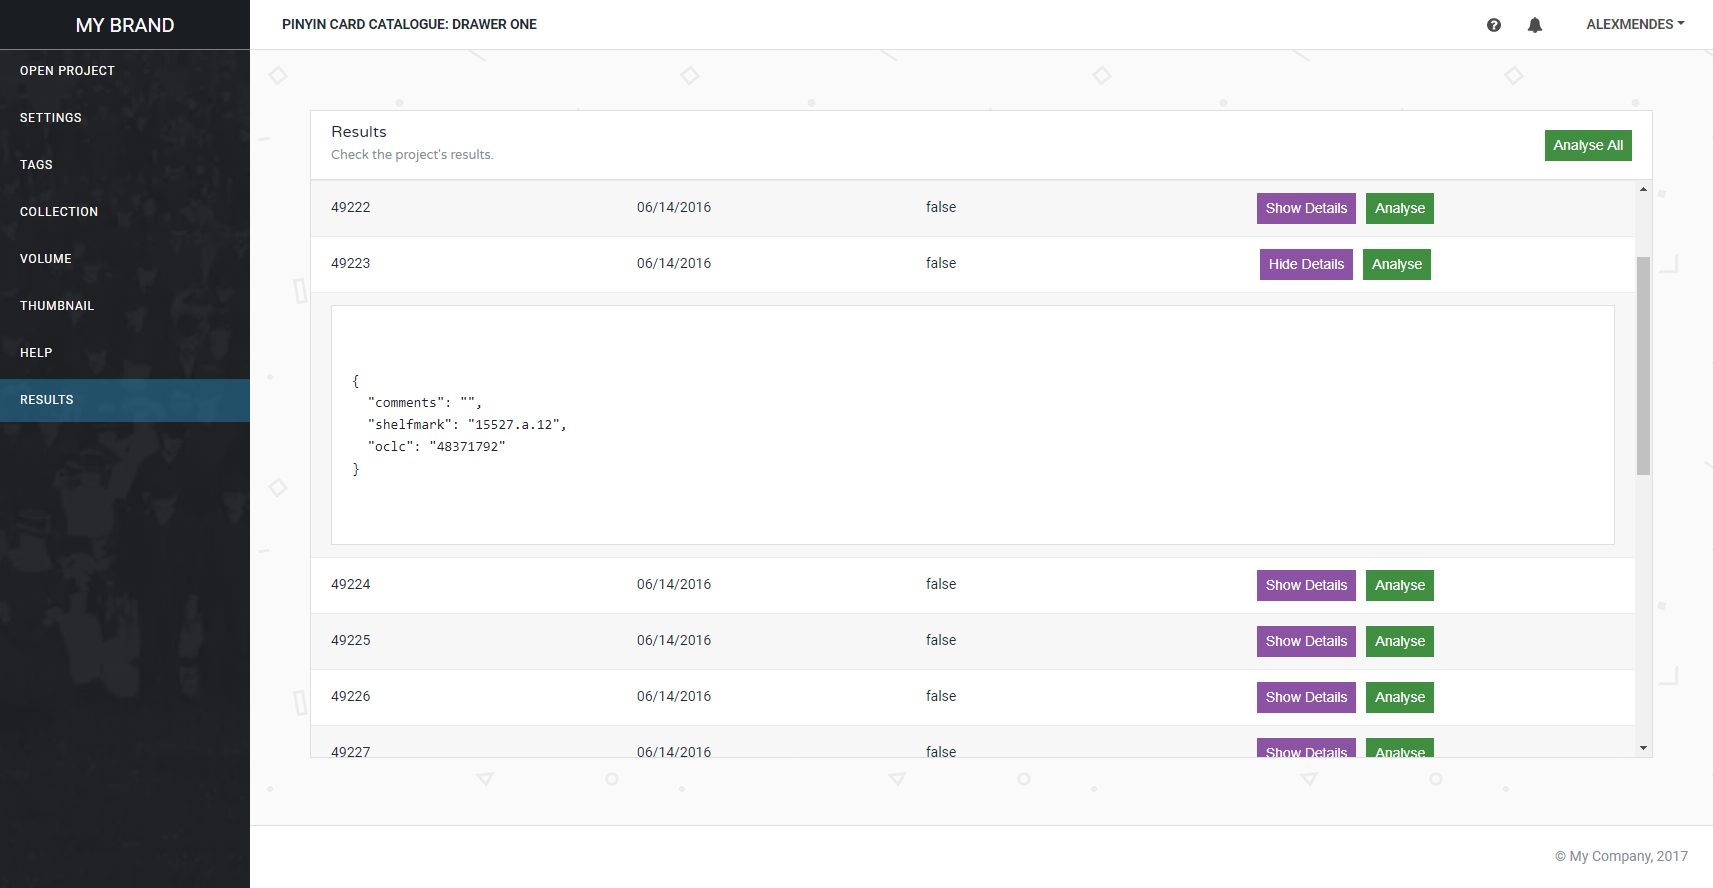 MY BRAND
PINYIN CARD CATALOGUE: DRAWER ONE
ALEXMENDES
OPEN PROJECT
SETTINGS
TAGS
COLLECTION
VOLUME
THUMBNAIL
HELP
RESULTS
Results
Check the project's results.
Analyse All
49222 06/14/2016 false Show Details Analyse
49223 06/14/2016 false Hide Details Analyse
{
"comments": "",
"shelfmark": "15527.a.12",
"oclc": "48371792"
}
49224 06/14/2016 false Show Details Analyse
49225 06/14/2016 false Show Details Analyse
49226 06/14/2016 false Show Details Analyse
49227 06/14/2016 false Show Details Analyse
© My Company, 2017